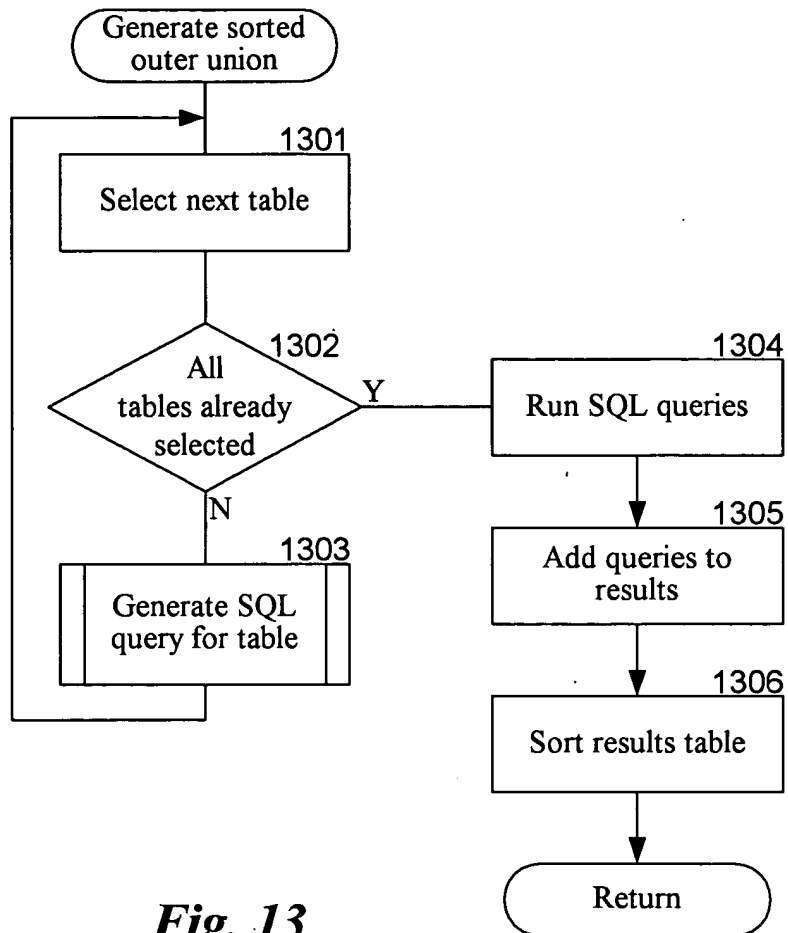 Generate sorted
outer union
1301
Select next table
1302
All
tables already
selected
Y
N
1303
Generate SQL
query for table
1304
Run SQL queries
1305
Add queries to
results
1306
Sort results table
Return
Fig. 13